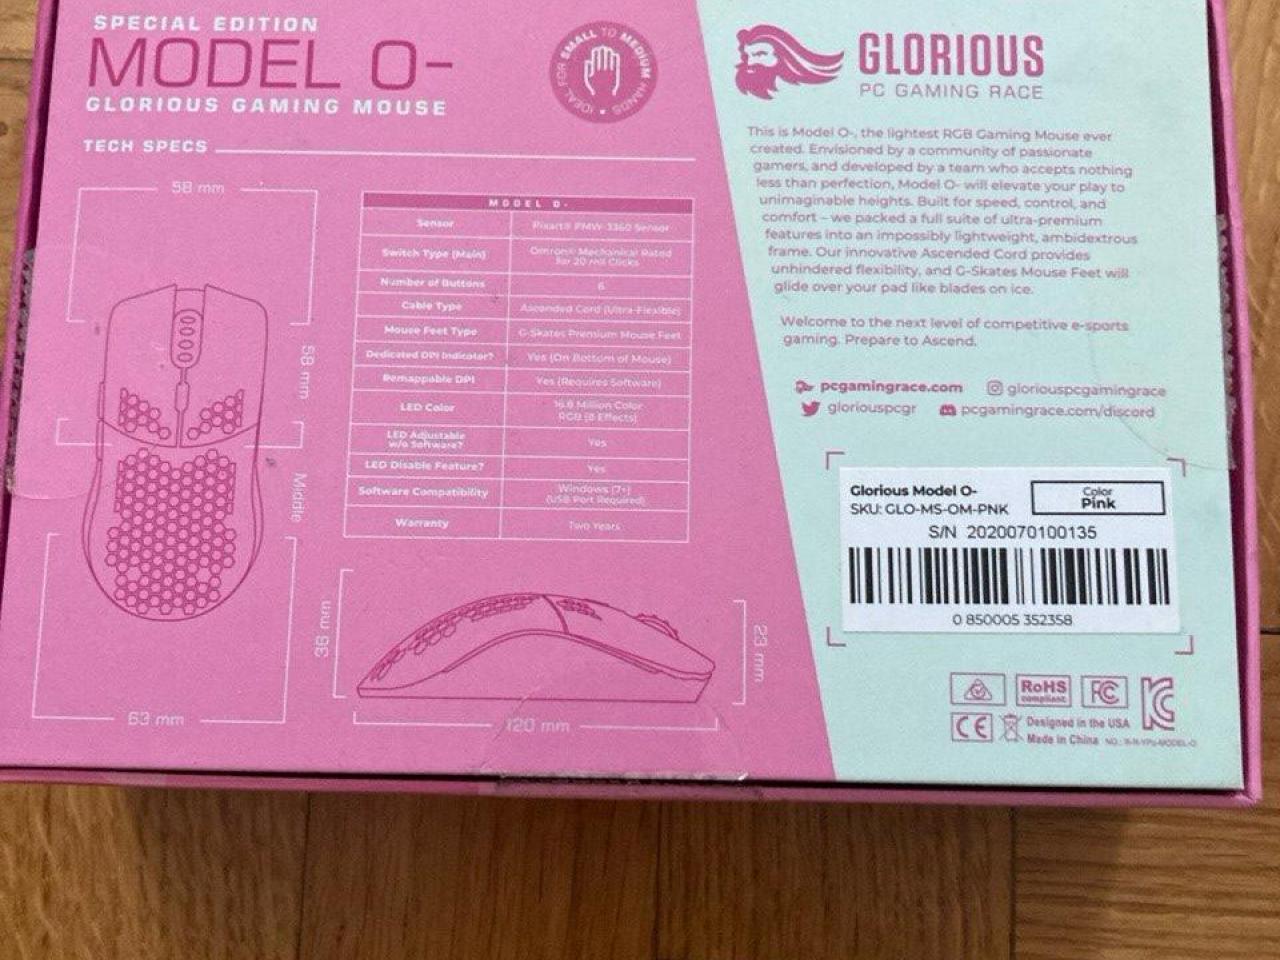 SPECIAL EDITION
MODEL O-
GLORIOUS GAMING MOUSE
IDEAL FOR SMALL TO MEDIUM HANDS
TECH SPECS
58 mm
58 mm
Middle
63 mm
MODEL O-
Sensor Pixart® PMW-3360 Sensor
Switch Type (Main) Omron® Mechanical Rated
for 20 mil Clicks
Number of Buttons 6
Cable Type Ascended Cord (Ultra-Flexible)
Mouse Feet Type G-Skates Premium Mouse Feet
Dedicated DPI Indicator? Yes (On Bottom of Mouse)
Remappable DPI Yes (Requires Software)
LED Color 16.8 Million Color
RGB (8 Effects)
LED Adjustable
w/o Software? Yes
LED Disable Feature? Yes
Software Compatibility Windows (7+)
(USB Port Required)
Warranty Two Years
36 mm
23 mm
120 mm
GLORIOUS
PC GAMING RACE
This is Model O-, the lightest RGB Gaming Mouse ever
created. Envisioned by a community of passionate
gamers, and developed by a team who accepts nothing
less than perfection, Model O- will elevate your play to
unimaginable heights. Built for speed, control, and
comfort – we packed a full suite of ultra-premium
features into an impossibly lightweight, ambidextrous
frame. Our innovative Ascended Cord provides
unhindered flexibility, and G-Skates Mouse Feet will
glide over your pad like blades on ice.
Welcome to the next level of competitive e-sports
gaming. Prepare to Ascend.
pcgamingrace.com gloriouspcgamingrace
gloriouspcgr pcgamingrace.com/discord
Glorious Model O-
SKU: GLO-MS-OM-PNK
Color
Pink
S/N 2020070100135
0 850005 352358
RoHS
compliant
FC
CE
Designed in the USA
Made in China